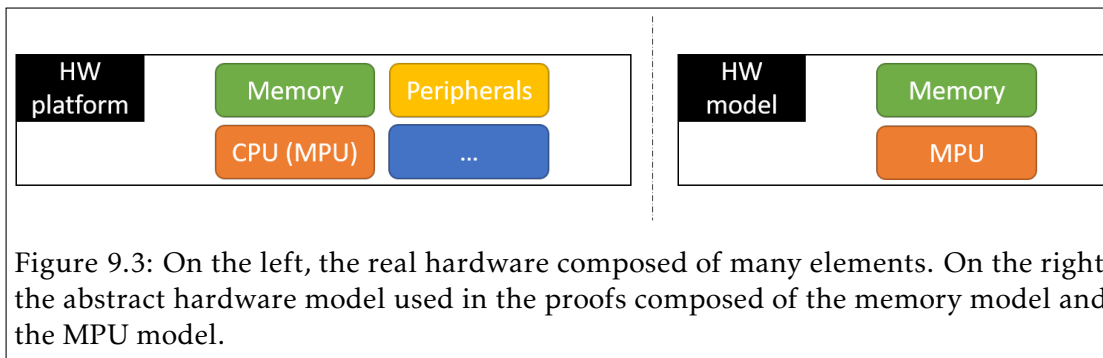 HW
platform
Memory
Peripherals
CPU (MPU)
...
HW
model
Memory
MPU
Figure 9.3: On the left, the real hardware composed of many elements. On the right
the abstract hardware model used in the proofs composed of the memory model and
the MPU model.